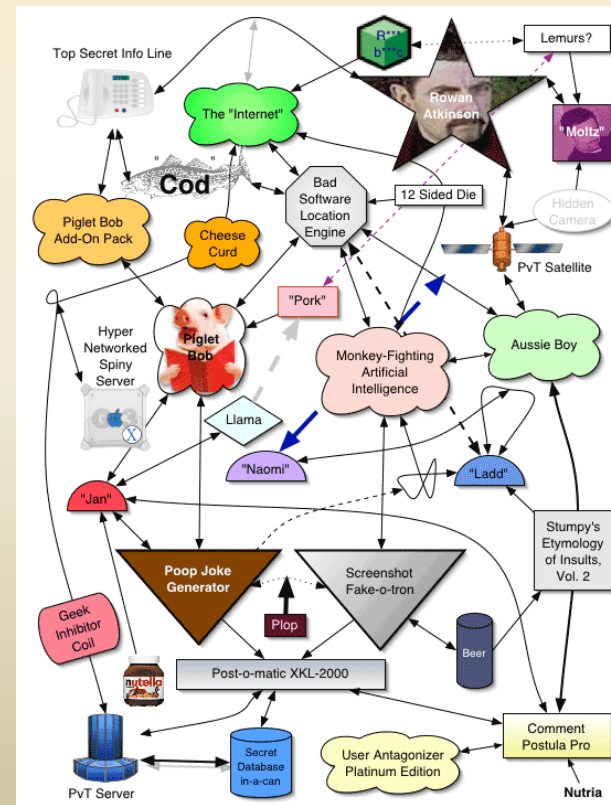 R***
b***c
Lemurs?
Top Secret Info Line
The "Internet"
Rowan
Atkinson
"Moltz"
"
Cod
"
Bad
Software
Location
Engine
12 Sided Die
Hidden
Camera
Piglet Bob
Add-On Pack
Cheese
Curd
PvT Satellite
"Pork"
Hyper
Networked
Spiny
Server
Piglet
Bob
Monkey-Fighting
Artificial
Intelligence
Aussie Boy
X
Llama
"Naomi"
"Ladd"
"Jan"
Stumpy's
Etymology
of Insults,
Vol. 2
Poop Joke
Generator
Screenshot
Fake-o-tron
Plop
Geek
Inhibitor
Coil
Beer
nutella
Post-o-matic XKL-2000
Comment
Postula Pro
Secret
Database
in-a-can
User Antagonizer
Platinum Edition
PvT Server
Nutria